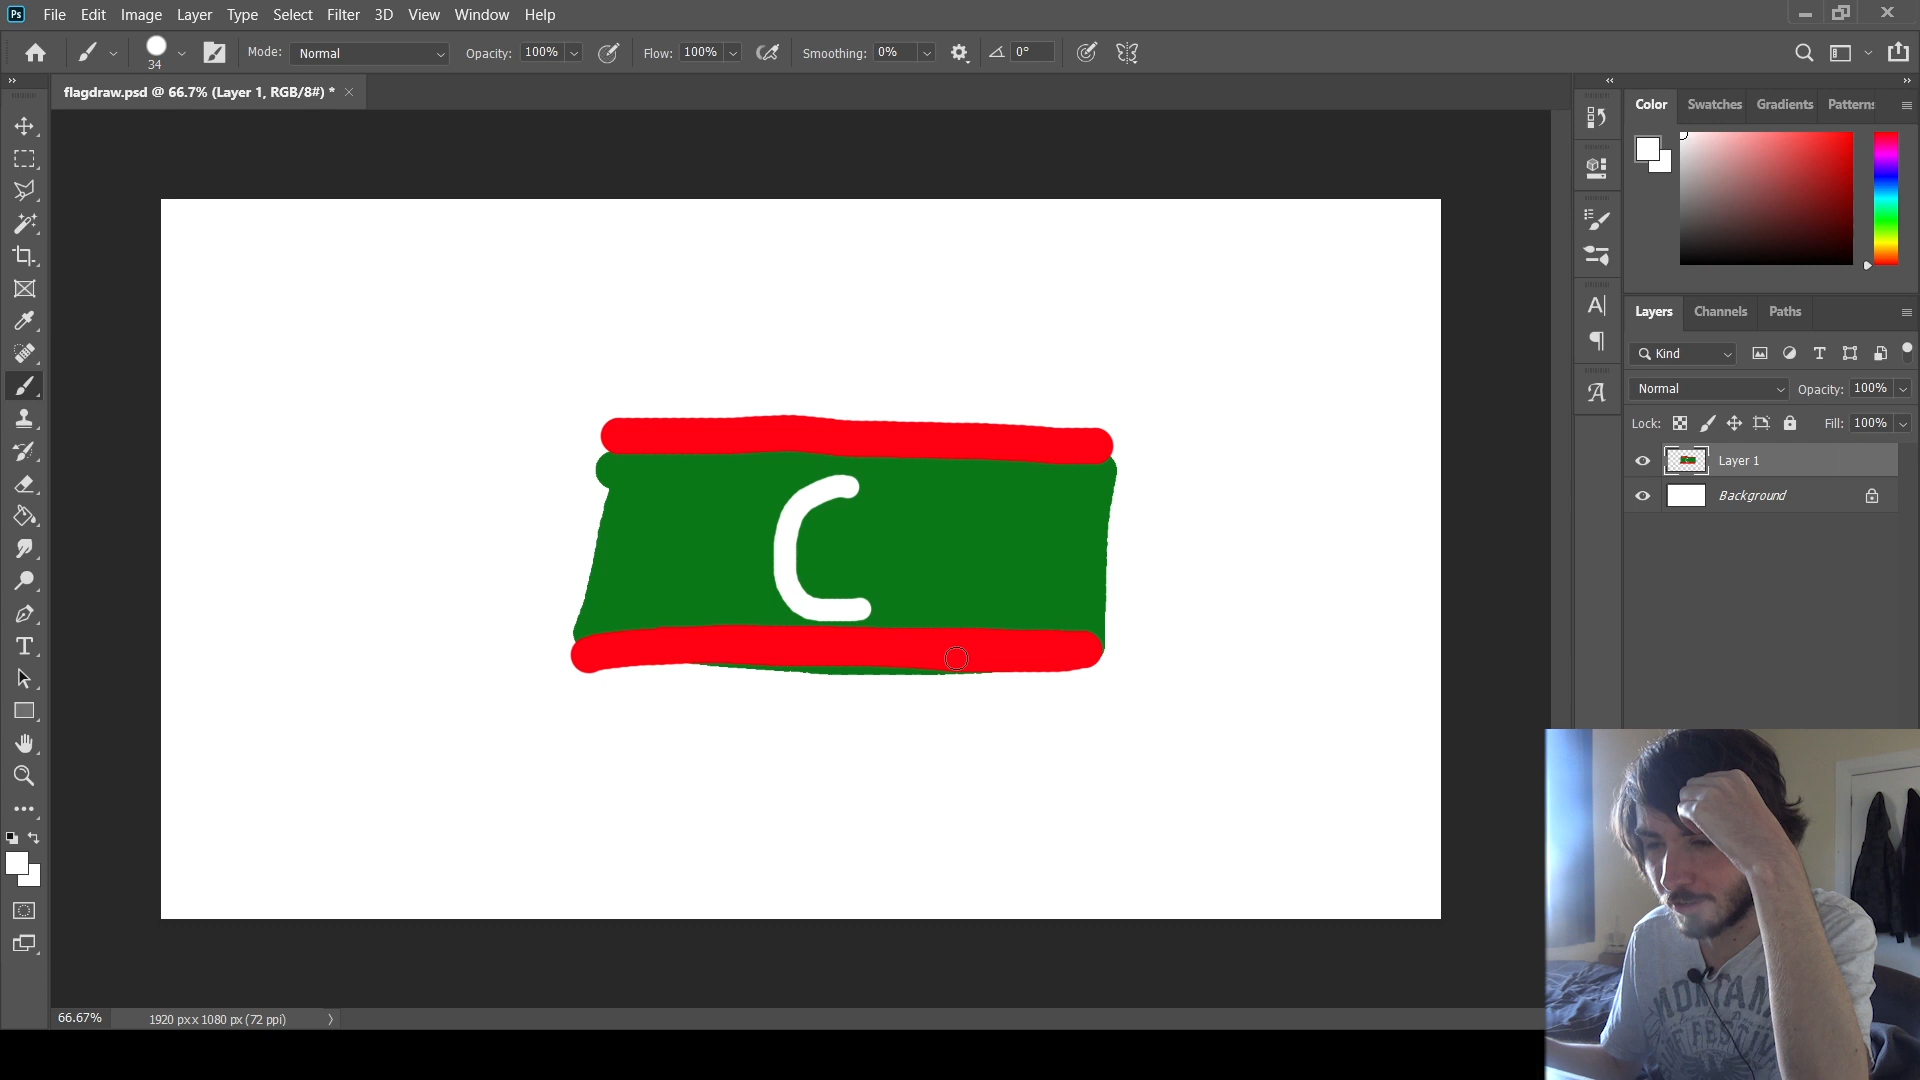 Ps File Edit Image Layer Type Select Filter 3D View Window Help
34 Mode: Normal Opacity: 100% Flow: 100% Smoothing: 0% 0°
flagdraw.psd @ 66.7% (Layer 1, RGB/8#) *
Color Swatches Gradients Patterns
C
Layers Channels Paths
Kind
Normal Opacity: 100%
Lock: Fill: 100%
Layer 1
Background
66.67% 1920 px x 1080 px (72 ppi)